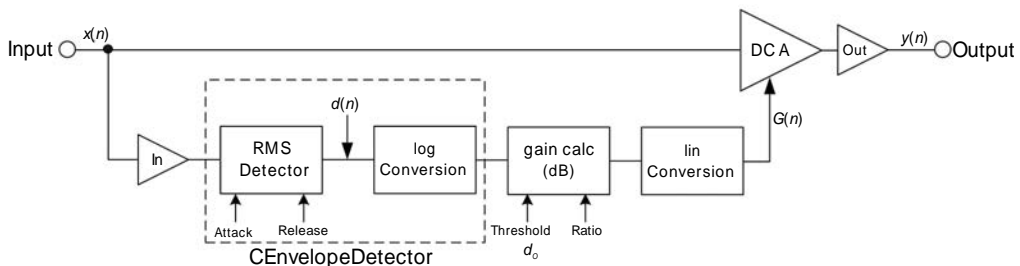 x(n)
Input
DCA
Out
y(n)
Output
d(n)
G(n)
In
RMS
Detector
log
Conversion
gain calc
(dB)
lin
Conversion
Attack
Release
Threshold
d₀
Ratio
CEnvelopeDetector